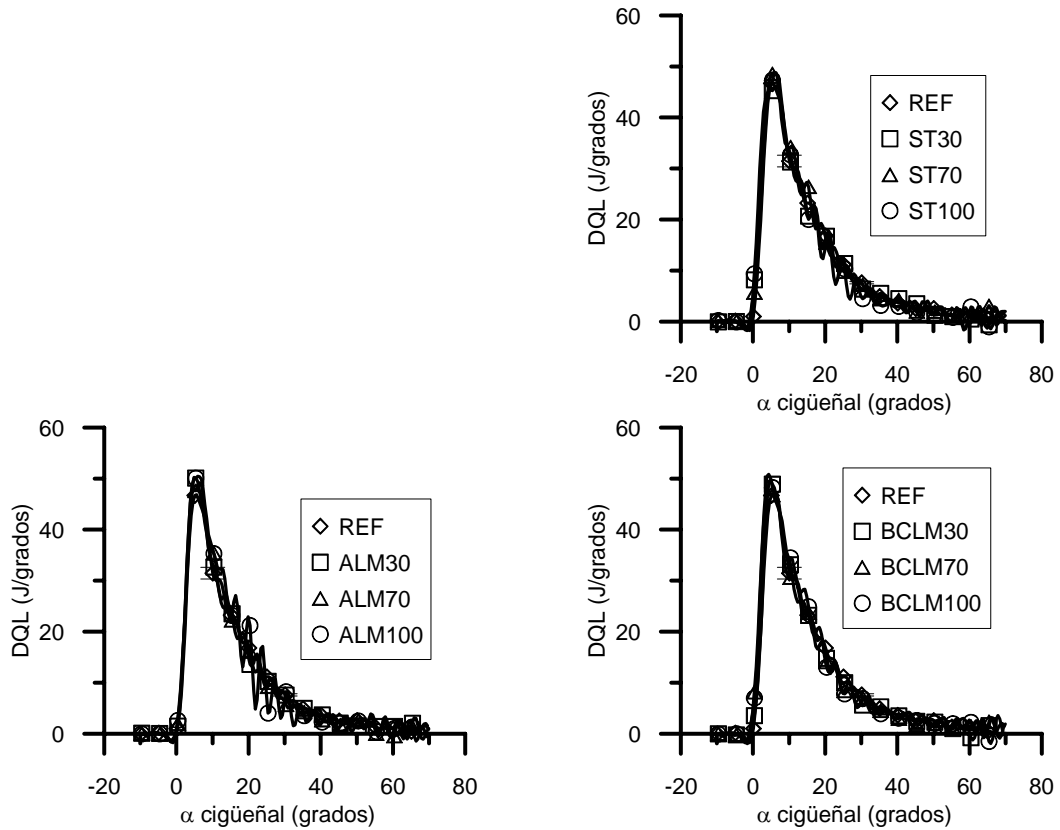 60
40
20
0
DQL (J/grados)
REF
ST30
ST70
ST100
-20 0 20 40 60 80
α cigüeñal (grados)
60
40
20
0
DQL (J/grados)
REF
ALM30
ALM70
ALM100
-20 0 20 40 60 80
α cigüeñal (grados)
60
40
20
0
DQL (J/grados)
REF
BCLM30
BCLM70
BCLM100
-20 0 20 40 60 80
α cigüeñal (grados)